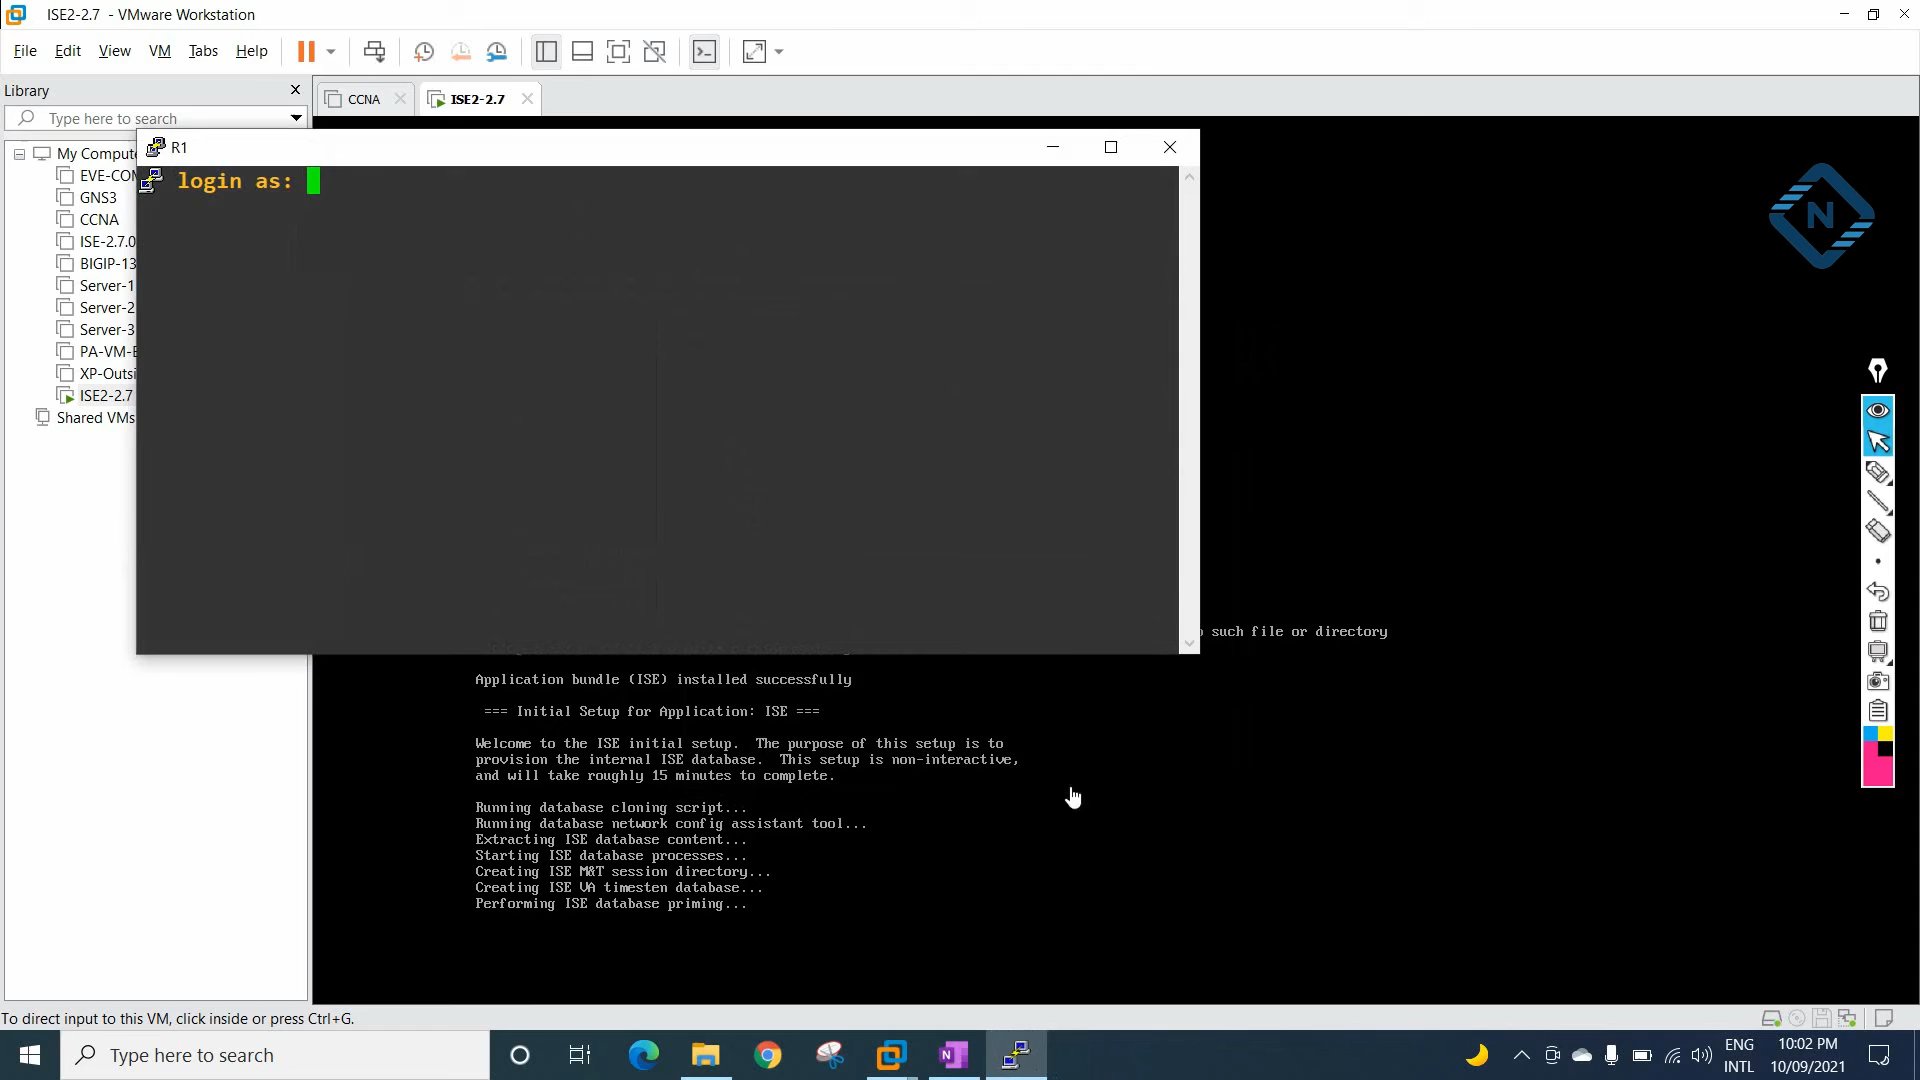 ISE2-2.7 - VMware Workstation
File Edit View VM Tabs Help
Library
Type here to search
CCNA
ISE2-2.7
My Compute
EVE-COM
GNS3
CCNA
ISE-2.7.0
BIGIP-13
Server-1
Server-2
Server-3
PA-VM-E
XP-Outsi
ISE2-2.7
Shared VMs
R1
login as:
N
such file or directory
Application bundle (ISE) installed successfully
=== Initial Setup for Application: ISE ===
Welcome to the ISE initial setup. The purpose of this setup is to
provision the internal ISE database. This setup is non-interactive,
and will take roughly 15 minutes to complete.
Running database cloning script...
Running database network config assistant tool...
Extracting ISE database content...
Starting ISE database processes...
Creating ISE M&T session directory...
Creating ISE VA timesten database...
Performing ISE database priming...
To direct input to this VM, click inside or press Ctrl+G.
Type here to search
N
ENG
INTL
10:02 PM
10/09/2021